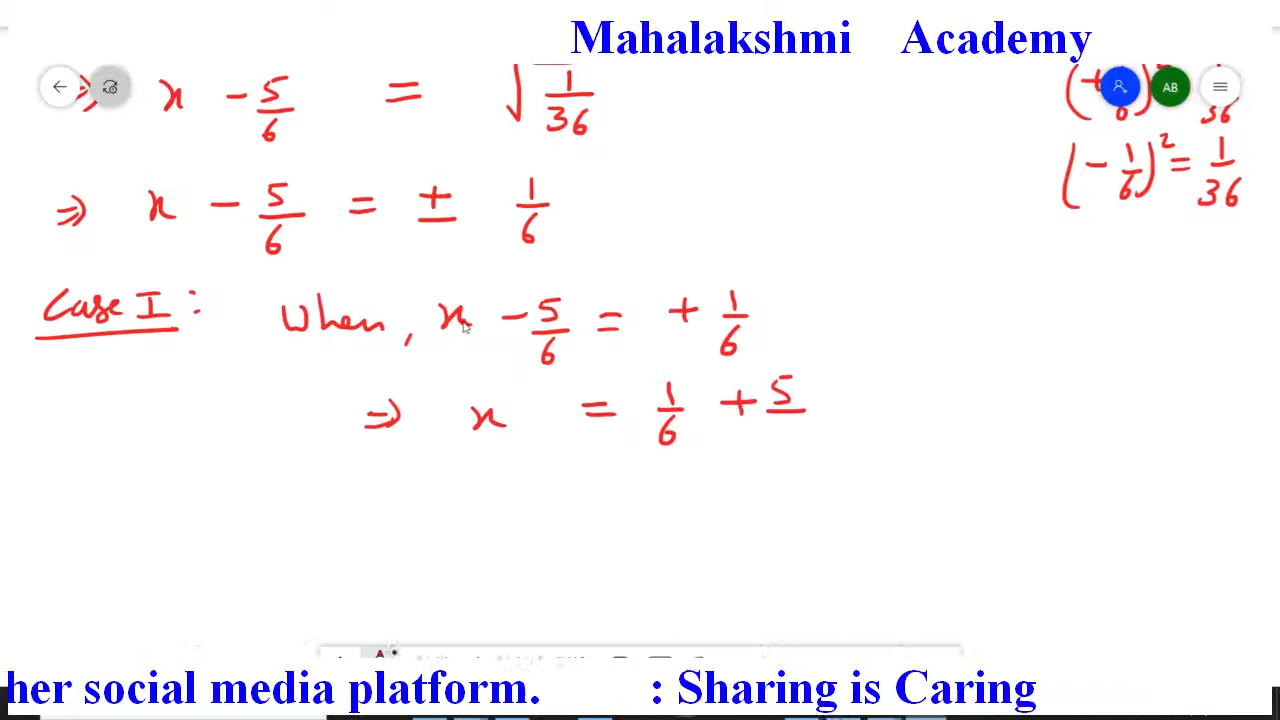 Mahalakshmi Academy
⇒ x - 5/6 = √1/36
AB
(- 1/6)² = 1/36
⇒ x - 5/6 = ± 1/6
Case I : When, x - 5/6 = + 1/6
⇒ x = 1/6 + 5
her social media platform. : Sharing is Caring